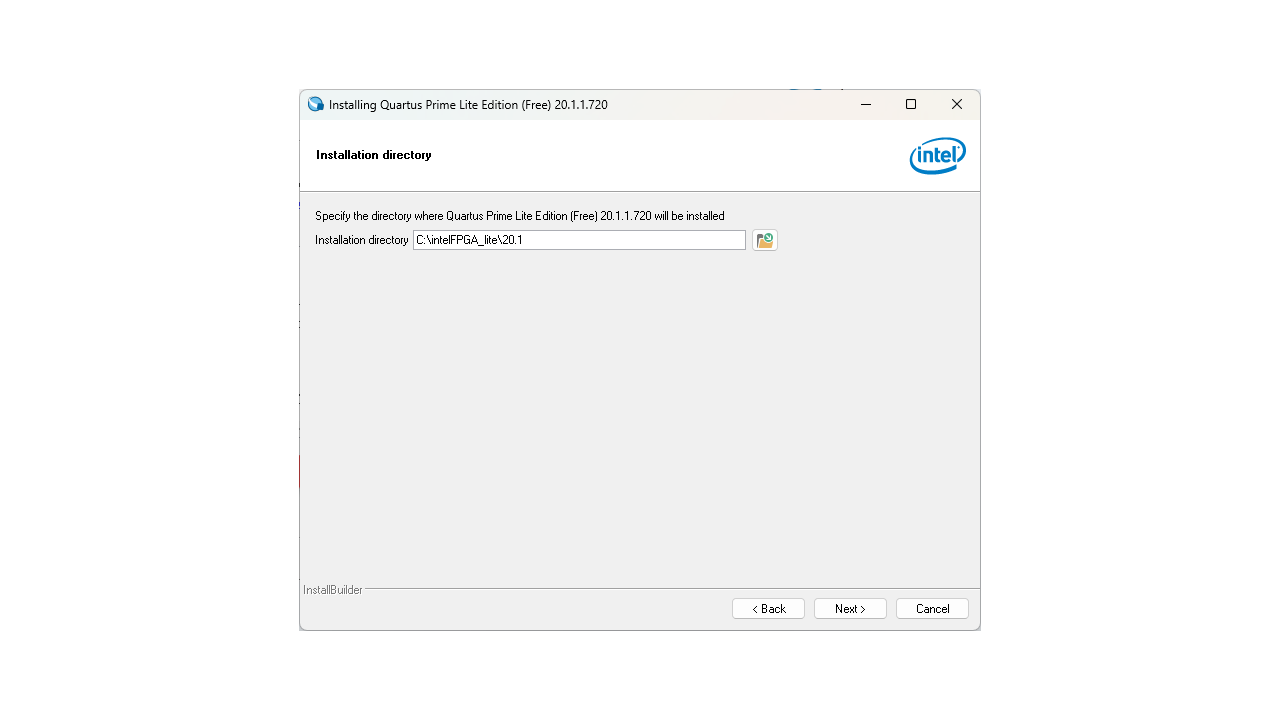 Installing Quartus Prime Lite Edition (Free) 20.1.1.720
Installation directory
intel
Specify the directory where Quartus Prime Lite Edition (Free) 20.1.1.720 will be installed
Installation directory C:\intelFPGA_lite\20.1
InstallBuilder
< Back Next > Cancel